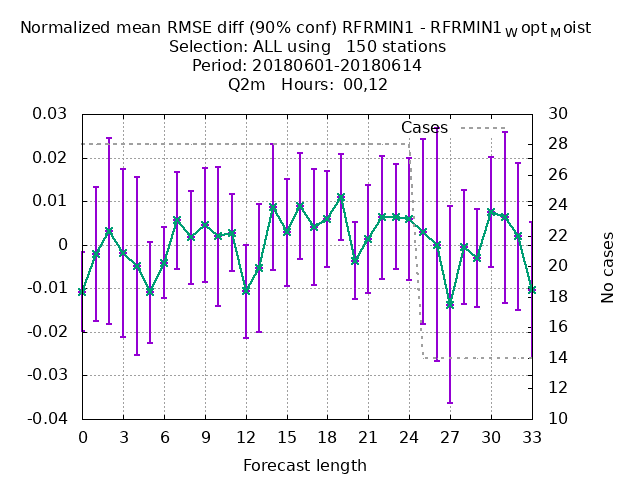 Normalized mean RMSE diff (90% conf) RFRMIN1 - RFRMIN1WoptMoist
Selection: ALL using 150 stations
Period: 20180601-20180614
Q2m Hours: 00,12
0.03
0.02
0.01
0
-0.01
-0.02
-0.03
-0.04
Cases
30
28
26
24
22
20
18
16
14
12
10
No cases
0 3 6 9 12 15 18 21 24 27 30 33
Forecast length